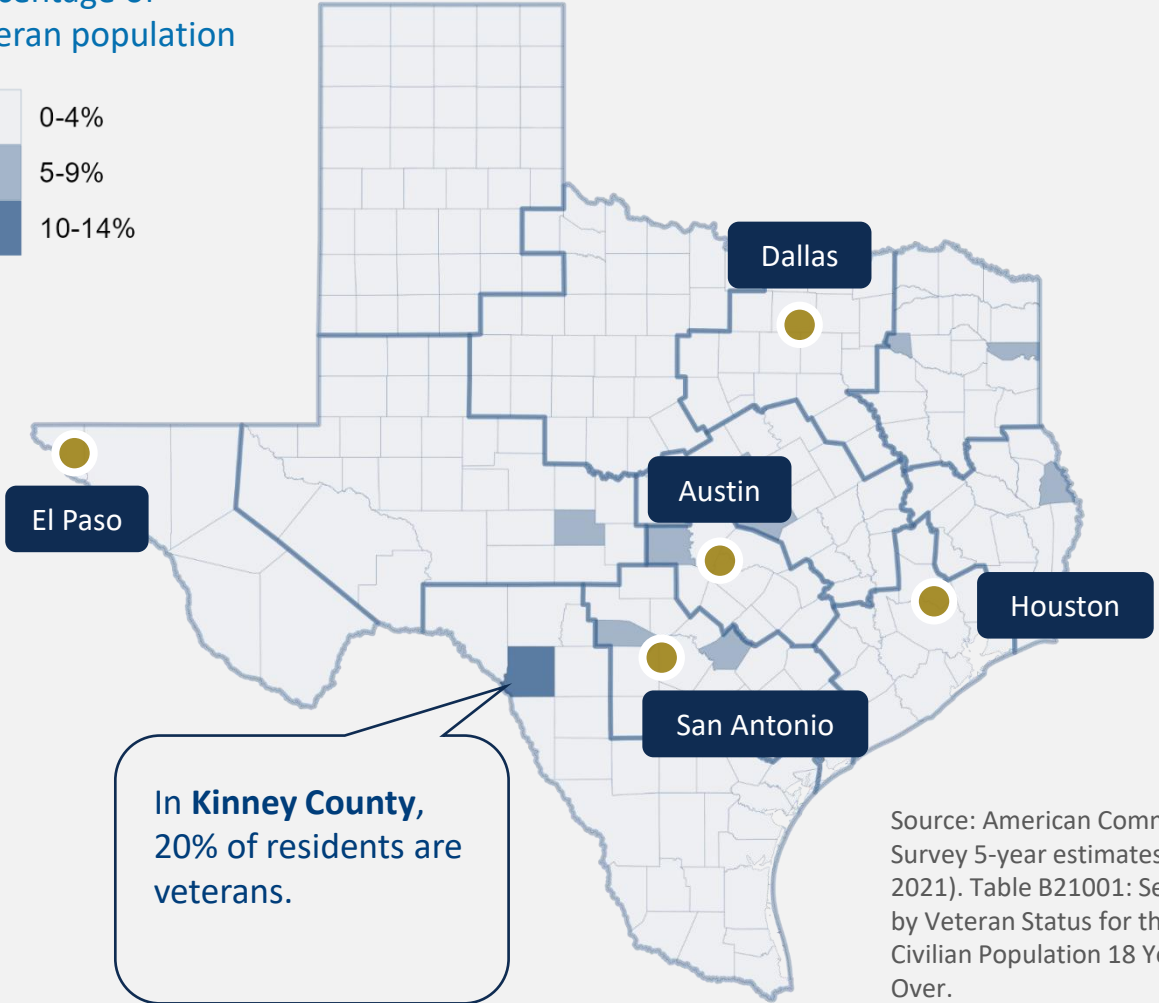 eran population
0-4%
5-9%
10-14%
Dallas
Austin
El Paso
Houston
San Antonio
In Kinney County,
20% of residents are
veterans.
Source: American Comm
Survey 5-year estimates
2021). Table B21001: Se
by Veteran Status for th
Civilian Population 18 Ye
Over.